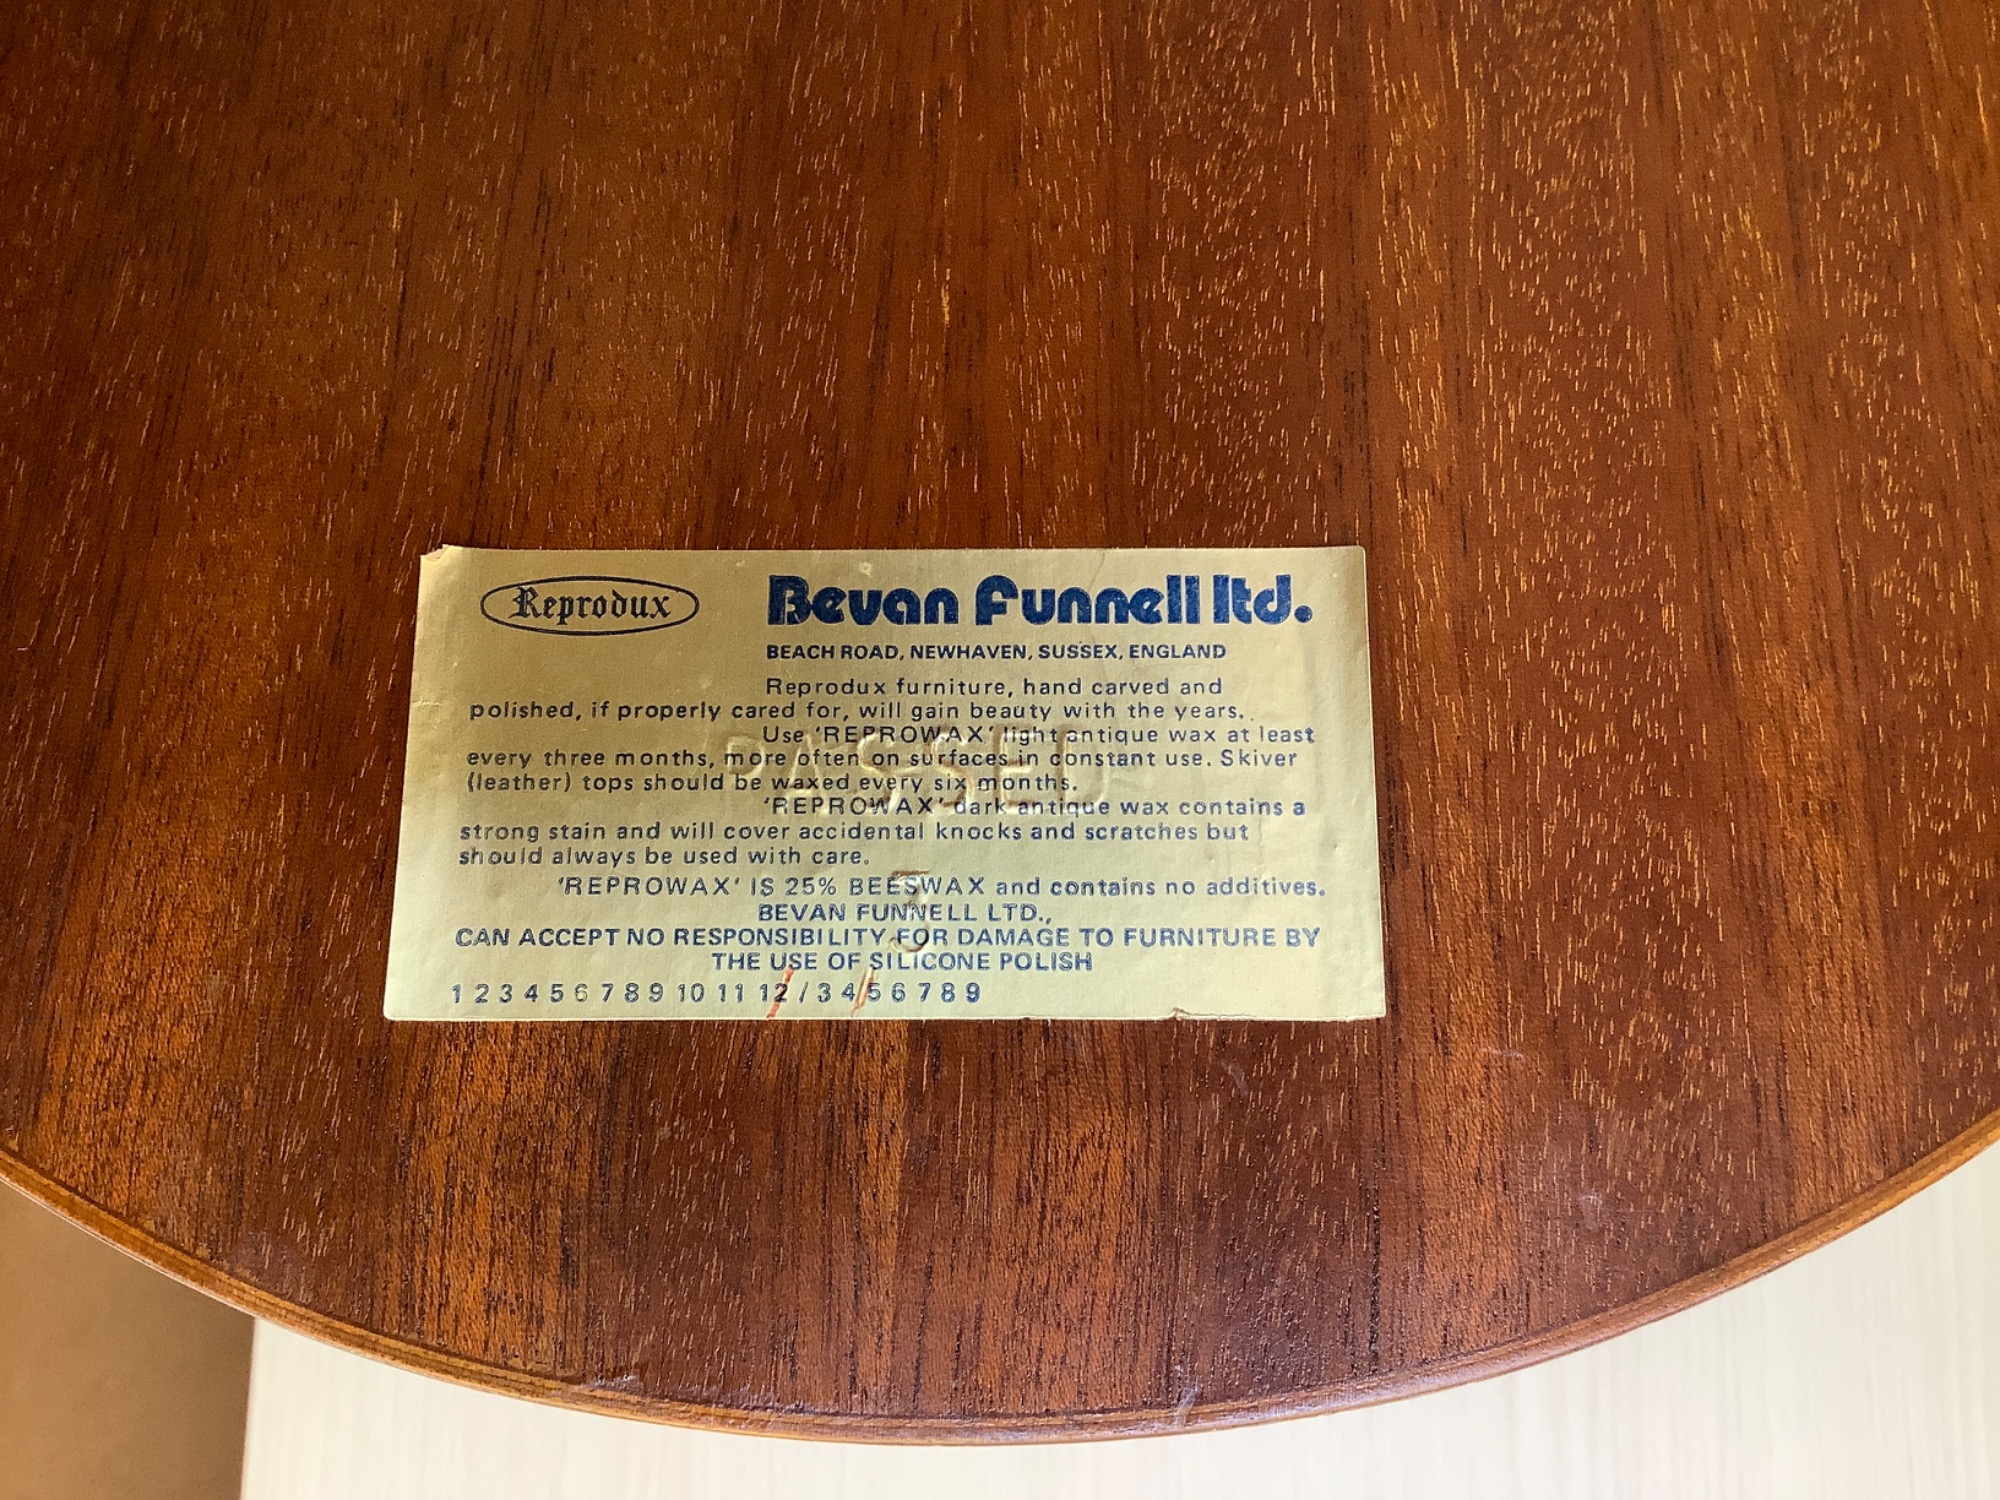 Reprodux
Bevan Funnell ltd.
BEACH ROAD, NEWHAVEN, SUSSEX, ENGLAND
Reprodux furniture, hand carved and
polished, if properly cared for, will gain beauty with the years.
Use 'REPROWAX' light antique wax at least
every three months, more often on surfaces in constant use. Skiver
(leather) tops should be waxed every six months.
'REPROWAX' dark antique wax contains a
strong stain and will cover accidental knocks and scratches but
should always be used with care.
'REPROWAX' IS 25% BEESWAX and contains no additives.
BEVAN FUNNELL LTD.,
CAN ACCEPT NO RESPONSIBILITY FOR DAMAGE TO FURNITURE BY
THE USE OF SILICONE POLISH
1 2 3 4 5 6 7 8 9 10 11 12 / 3 4 5 6 7 8 9
PASSED